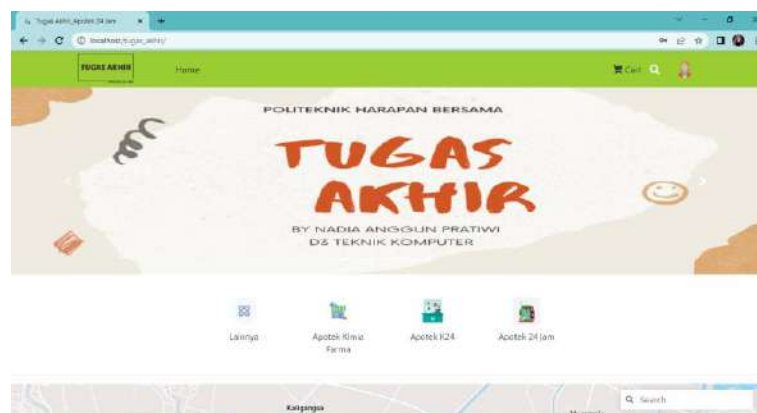 Tugas Akhir_Apotek 24 Jam
localhost/tugas_akhir/
TUGAS AKHIR
Home
Cart
POLITEKNIK HARAPAN BERSAMA
TUGAS
AKHIR
BY NADIA ANGGUN PRATIWI
D3 TEKNIK KOMPUTER
Lainnya
Apotek Kimia
Farma
Apotek K24
Apotek 24 Jam
Kaligangsa
Search